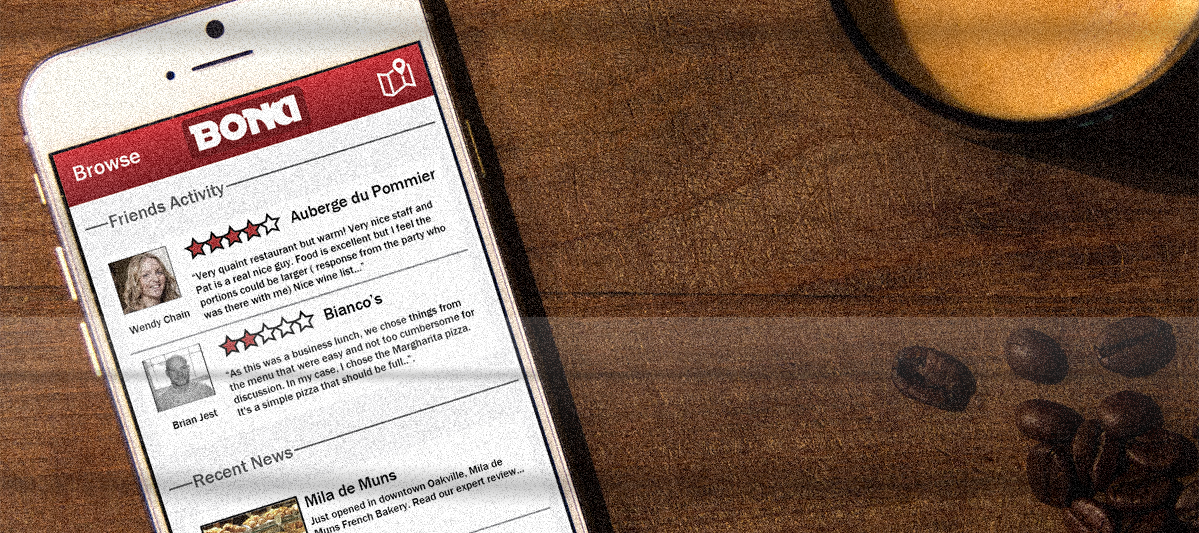 BONKI
Browse
Friends Activity
Auberge du Pommier
"Very quaint restaurant but warm! Very nice staff and
Pat is a real nice guy. Food is excellent but I feel the
portions could be larger ( response from the party who
was there with me) Nice wine list..."
Wendy Chain
Bianco's
"As this was a business lunch, we chose things from
the menu that were easy and not too cumbersome for
discussion. In my case, I chose the Margharita pizza.
It's a simple pizza that should be full..".
Brian Jest
Recent News
Mila de Muns
Just opened in downtown Oakville, Mila de
Muns French Bakery. Read our expert review...